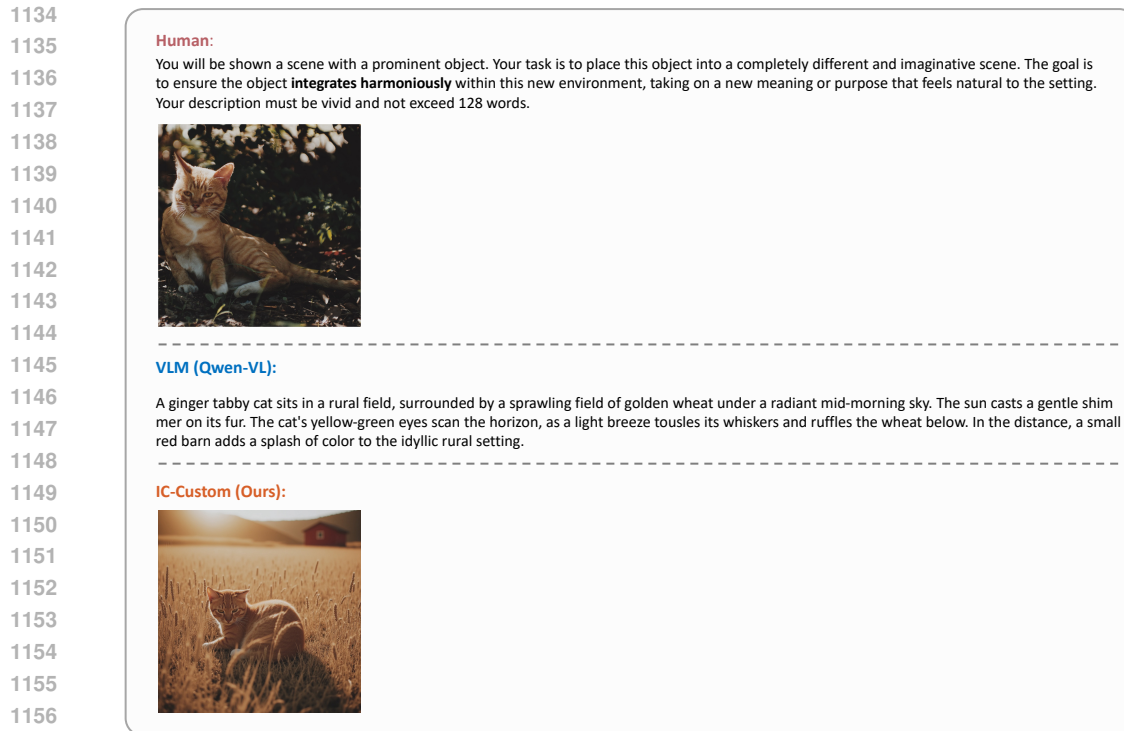 1134
1135
1136
1137
1138
1139
1140
1141
1142
1143
1144
1145
1146
1147
1148
1149
1150
1151
1152
1153
1154
1155
1156
Human:
You will be shown a scene with a prominent object. Your task is to place this object into a completely different and imaginative scene. The goal is
to ensure the object integrates harmoniously within this new environment, taking on a new meaning or purpose that feels natural to the setting.
Your description must be vivid and not exceed 128 words.
VLM (Qwen-VL):
A ginger tabby cat sits in a rural field, surrounded by a sprawling field of golden wheat under a radiant mid-morning sky. The sun casts a gentle shim
mer on its fur. The cat's yellow-green eyes scan the horizon, as a light breeze tousles its whiskers and ruffles the wheat below. In the distance, a small
red barn adds a splash of color to the idyllic rural setting.
IC-Custom (Ours):